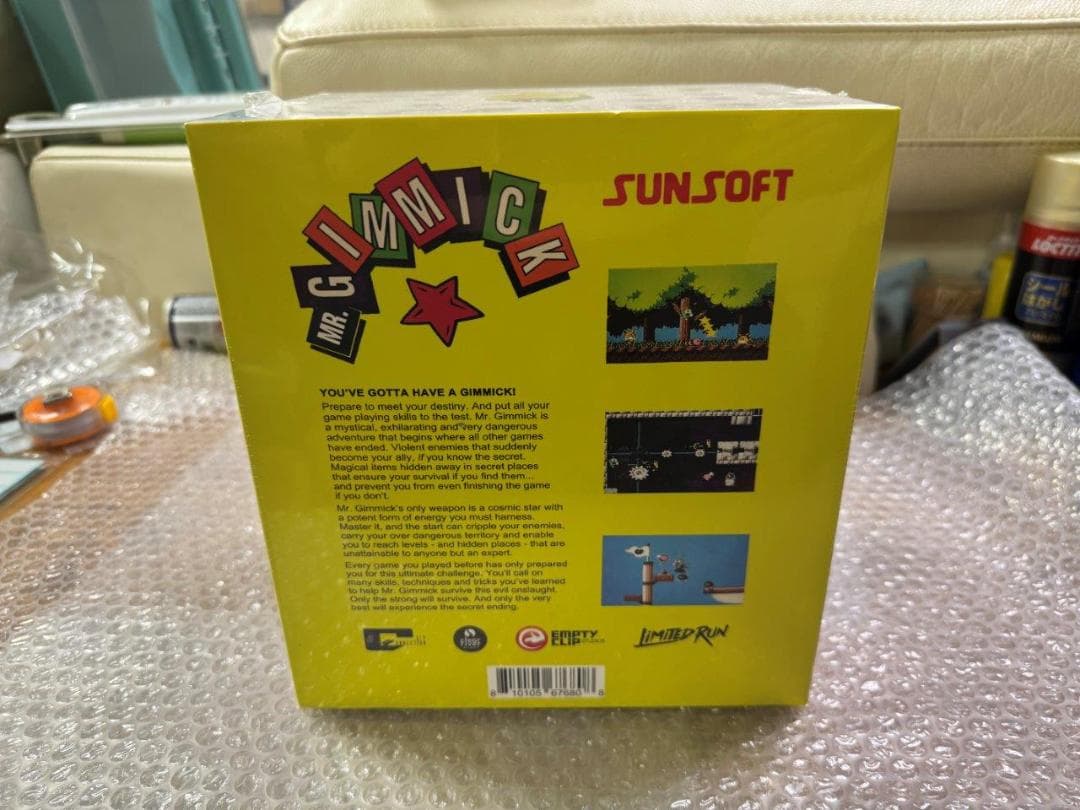 MR. GIMMICK
SUNSOFT
YOU'VE GOTTA HAVE A GIMMICK!
Prepare to meet your destiny. And put all your
game playing skills to the test. Mr. Gimmick is
a mystical, exhilarating and very dangerous
adventure that begins where all other games
have ended. Violent enemies that suddenly
become your ally, if you know the secret.
Magical items hidden away in secret places
that ensure your survival if you find them...
and prevent you from even finishing the game
if you don't.
Mr. Gimmick's only weapon is a cosmic star with
a potent form of energy you must harness.
Master it, and the start can cripple your enemies,
carry your over dangerous territory and enable
you to reach levels - and hidden places - that are
unattainable to anyone but an expert.
Every game you played before has only prepared
you for this ultimate challenge. You'll call on
many skills, techniques and tricks you've learned
to help Mr. Gimmick survive this evil onslaught.
Only the strong will survive. And only the very
best will experience the secret ending.
EMPTY
CLIP STUDIOS
LIMITED RUN
8 10105 67680 8
LOCTIT
シール
はがし